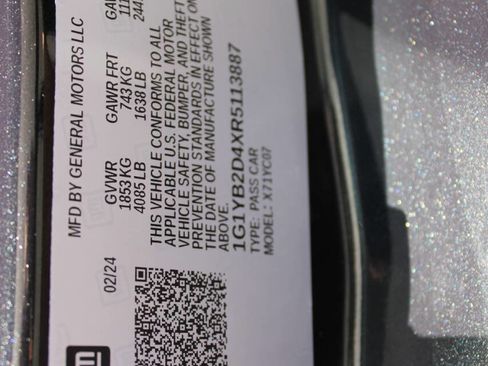 MFD BY GENERAL MOTORS LLC
02/24
GVWR
1853 KG
4085 LB
GAWR FRT
743 KG
1638 LB
THIS VEHICLE CONFORMS TO ALL
APPLICABLE U.S. FEDERAL MOTOR
VEHICLE SAFETY, BUMPER, AND THEFT
PREVENTION STANDARDS IN EFFECT ON
THE DATE OF MANUFACTURE SHOWN
ABOVE.
1G1YB2D4XR5113887
TYPE: PASS CAR
MODEL: X71YC07